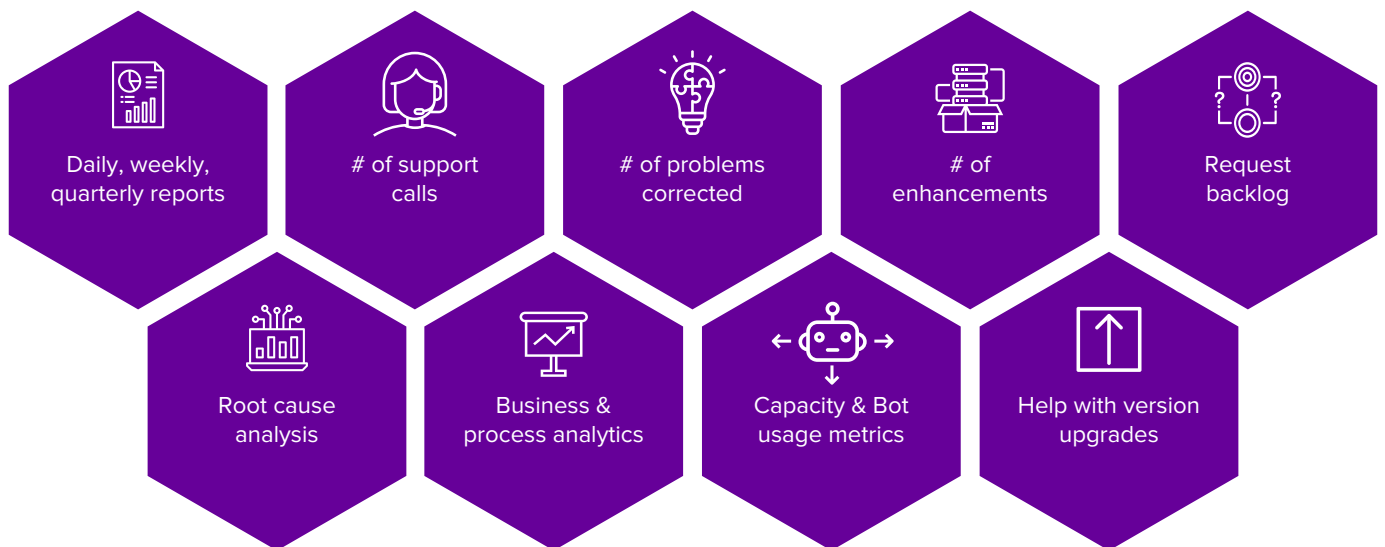 Daily, weekly,
quarterly reports
# of support
calls
# of problems
corrected
# of
enhancements
Request
backlog
? ?
Root cause
analysis
Business &
process analytics
Capacity & Bot
usage metrics
Help with version
upgrades